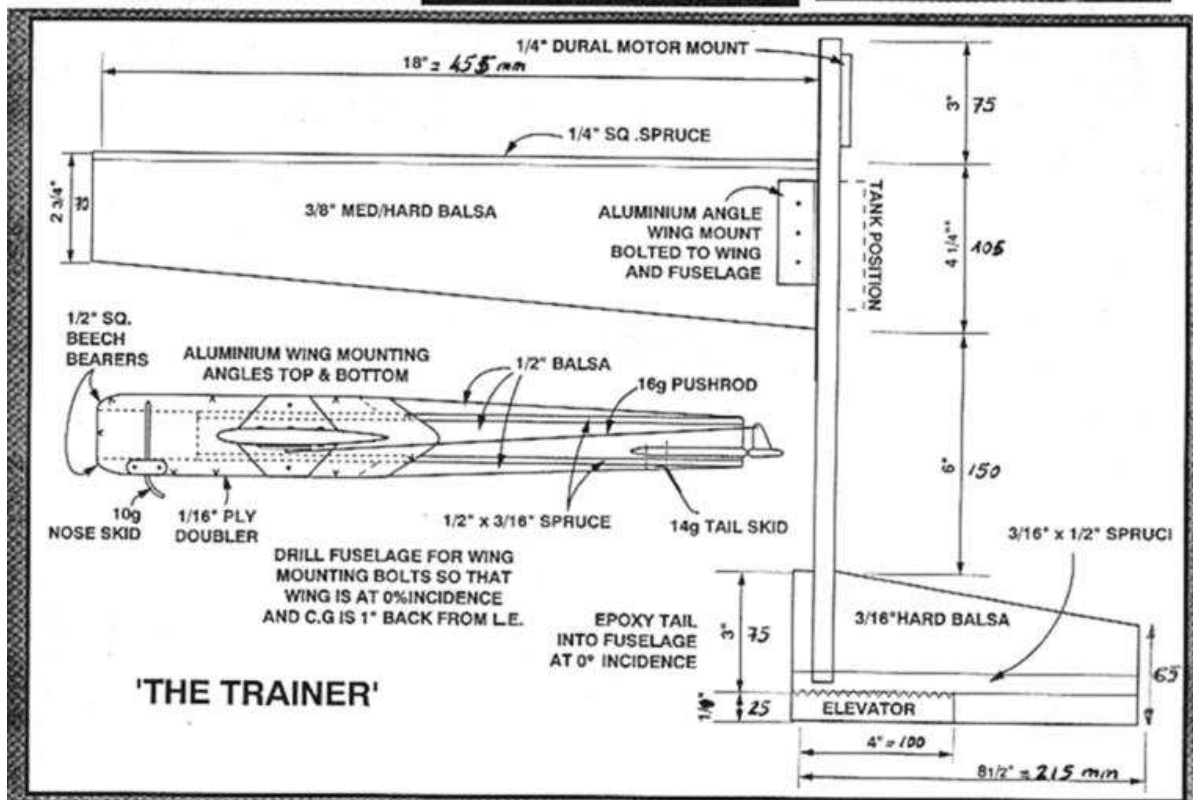 1/4" DURAL MOTOR MOUNT
18" = 455 mm
3" 75
1/4" SQ .SPRUCE
2 3/4"
70
3/8" MED/HARD BALSA
ALUMINIUM ANGLE
WING MOUNT
BOLTED TO WING
AND FUSELAGE
TANK POSITION
4 1/4" 105
1/2" SQ.
BEECH
BEARERS
ALUMINIUM WING MOUNTING
ANGLES TOP & BOTTOM
1/2" BALSA
16g PUSHROD
6" 150
10g
NOSE SKID
1/16" PLY
DOUBLER
1/2" x 3/16" SPRUCE
14g TAIL SKID
3/16" x 1/2" SPRUCI
DRILL FUSELAGE FOR WING
MOUNTING BOLTS SO THAT
WING IS AT 0%INCIDENCE
AND C.G IS 1" BACK FROM L.E.
EPOXY TAIL
INTO FUSELAGE
AT 0° INCIDENCE
3" 75
3/16"HARD BALSA
65
'THE TRAINER'
25
ELEVATOR
4" = 100
81/2" = 215 mm